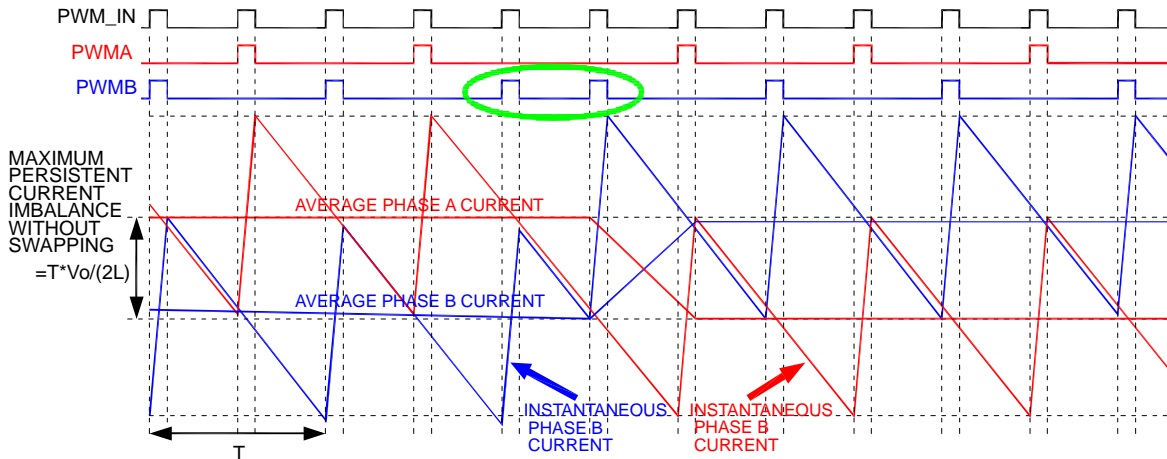 PWM_IN
PWMA
PWMB
MAXIMUM
PERSISTENT
CURRENT
IMBALANCE
WITHOUT
SWAPPING
=T*Vo/(2L)
AVERAGE PHASE A CURRENT
AVERAGE PHASE B CURRENT
INSTANTANEOUS
PHASE B
CURRENT
INSTANTANEOUS
PHASE B
CURRENT
T